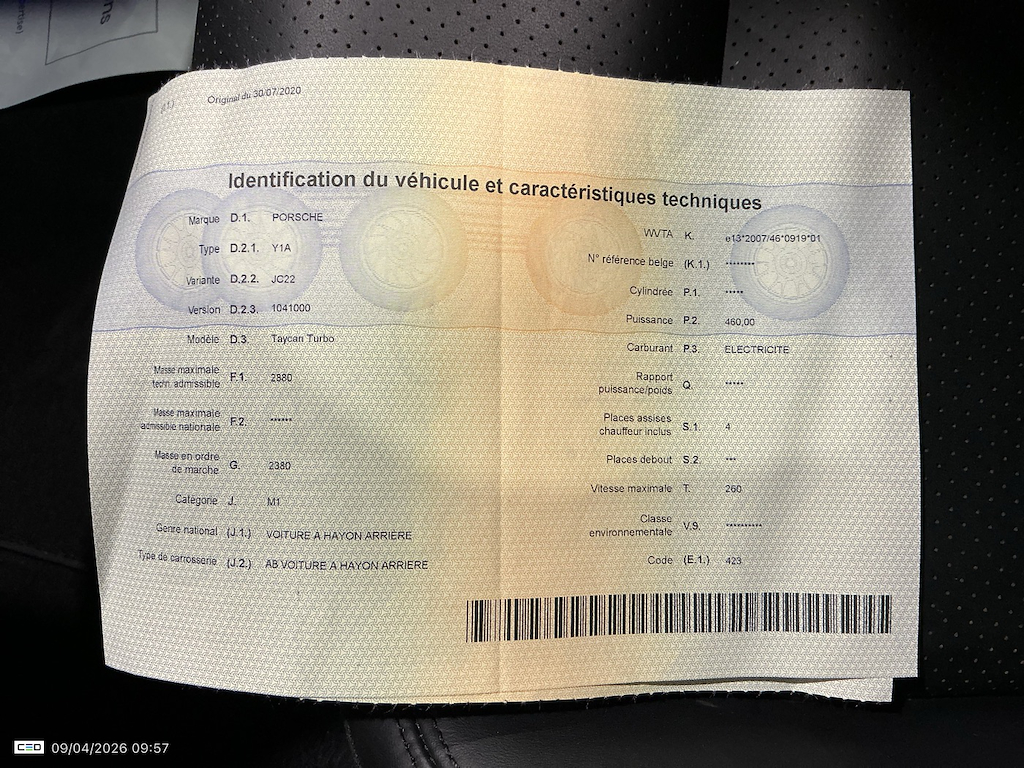 Original du 30/07/2020
Identification du véhicule et caractéristiques techniques
Marque D.1. PORSCHE
Type D.2.1. Y1A
Variante D.2.2. JC22
Version D.2.3. 1041000
Modèle D.3. Taycan Turbo
Masse maximale
techn. admissible F.1. 2880
Masse maximale
admissible nationale F.2. ******
Masse en ordre
de marche G. 2380
Catégorie J. M1
Genre national (J.1.) VOITURE A HAYON ARRIERE
Type de carrosserie (J.2.) AB VOITURE A HAYON ARRIERE
WVTA K. e13*2007/46*0919*01
N° référence belge (K.1.) ********
Cylindrée P.1. *****
Puissance P.2. 460,00
Carburant P.3. ELECTRICITE
Rapport
puissance/poids Q. *****
Places assises
chauffeur inclus S.1. 4
Places debout S.2. ***
Vitesse maximale T. 260
Classe
environnementale V.9. **********
Code (E.1.) 423
CEO 09/04/2026 09:57